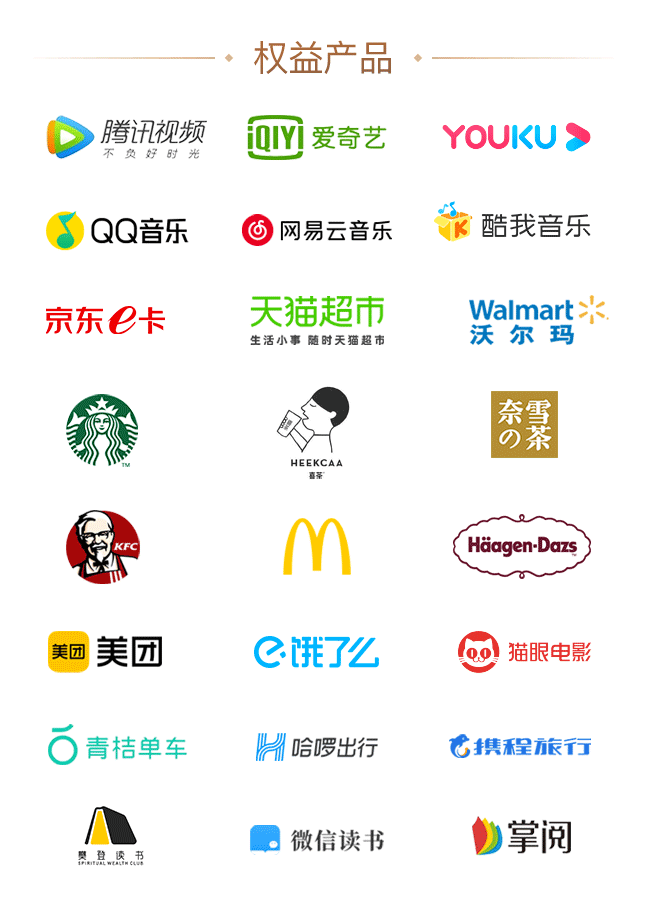 权益产品
腾讯视频
不负好时光
iQIYI 爱奇艺
YOUKU
QQ音乐
网易云音乐
K 酷我音乐
京东e卡
天猫超市
生活小事 随时天猫超市
Walmart
沃尔玛
TM
喜茶
HEEKCAA
喜茶
奈雪
の茶
KFC
M
Häagen-Dazs
美团 美团
e 饿了么
猫眼电影
青桔单车
哈啰出行
携程旅行
樊登读书
SPIRITUAL WEALTH CLUB
微信读书
掌阅